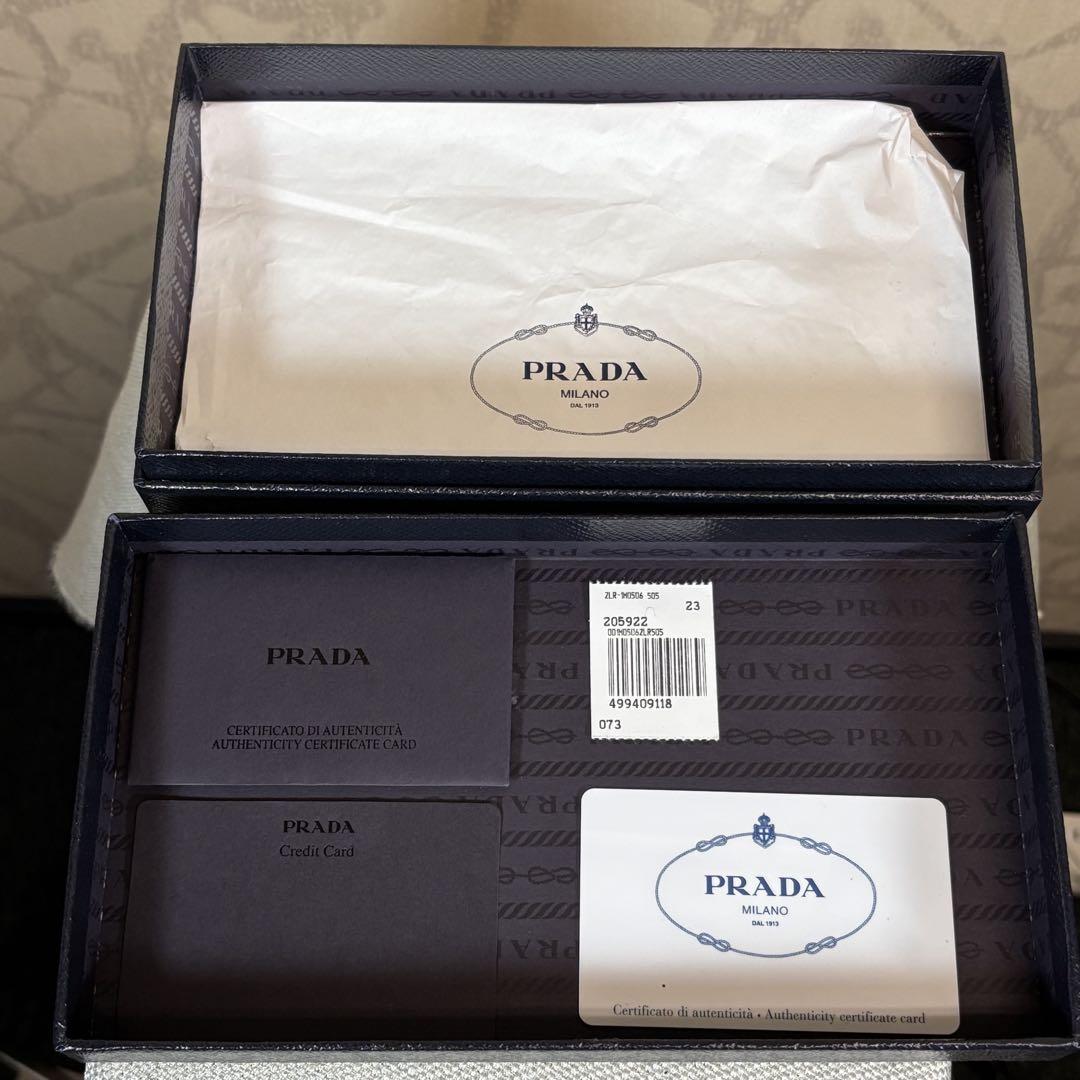 PRADA
MILANO
DAL 1913
PRADA
CERTIFICATO DI AUTENTICITÀ
AUTHENTICITY CERTIFICATE CARD
ZLR-1M0506 505
23
205922
001M0506ZLR505
499409118
073
PRADA
PRADA
PRADA
PRADA
Credit Card
PRADA
MILANO
DAL 1913
Certificato di autenticità • Authenticity certificate card